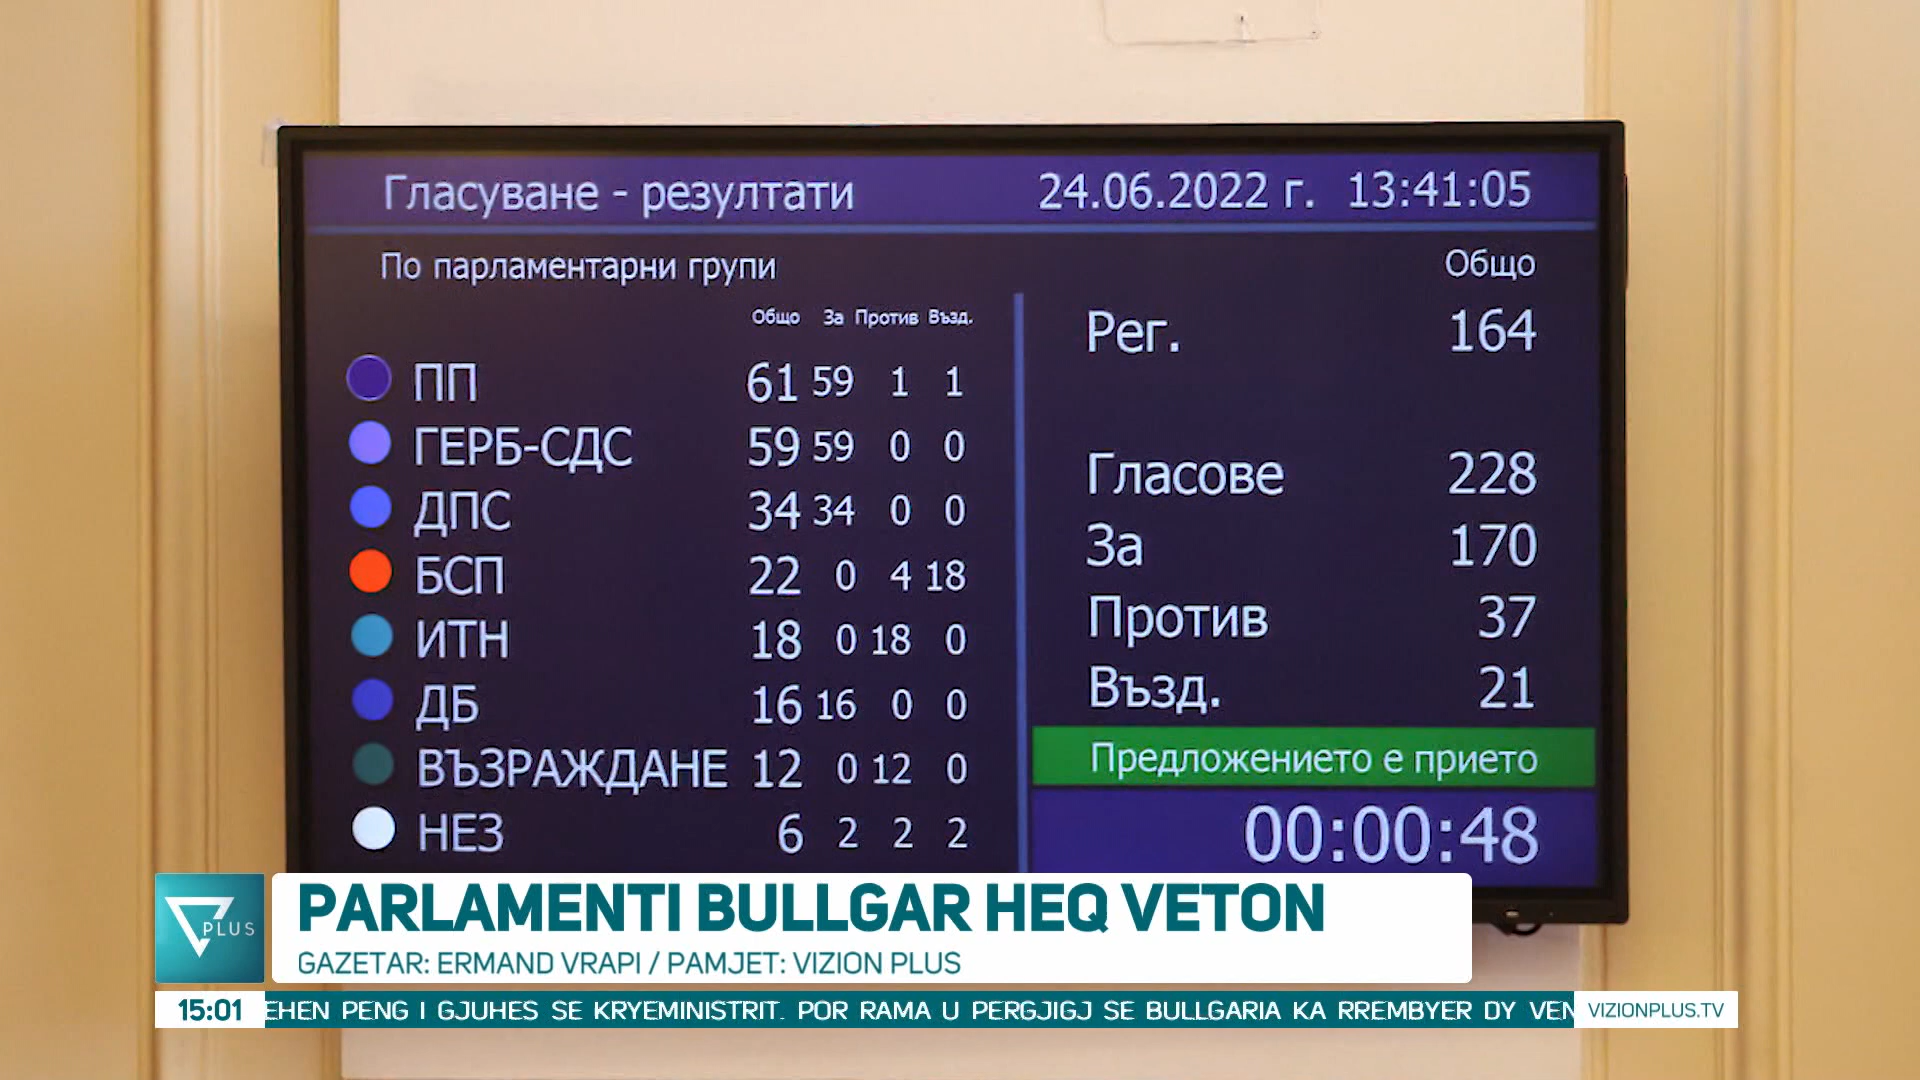 Гласуване - резултати 24.06.2022 г. 13:41:05
По парламентарни групи
Общо За Против Възд.
ПП 61 59 1 1
ГЕРБ-СДС 59 59 0 0
ДПС 34 34 0 0
БСП 22 0 4 18
ИТН 18 0 18 0
ДБ 16 16 0 0
ВЪЗРАЖДАНЕ 12 0 12 0
НЕЗ 6 2 2 2
Общо
Рег. 164
Гласове 228
За 170
Против 37
Възд. 21
Предложението е прието
00:00:48
PLUS
PARLAMENTI BULLGAR HEQ VETON
GAZETAR: ERMAND VRAPI / PAMJET: VIZION PLUS
15:01 EHEN PENG I GJUHES SE KRYEMINISTRIT. POR RAMA U PERGJIGJ SE BULLGARIA KA RREMBYER DY VEN VIZIONPLUS.TV